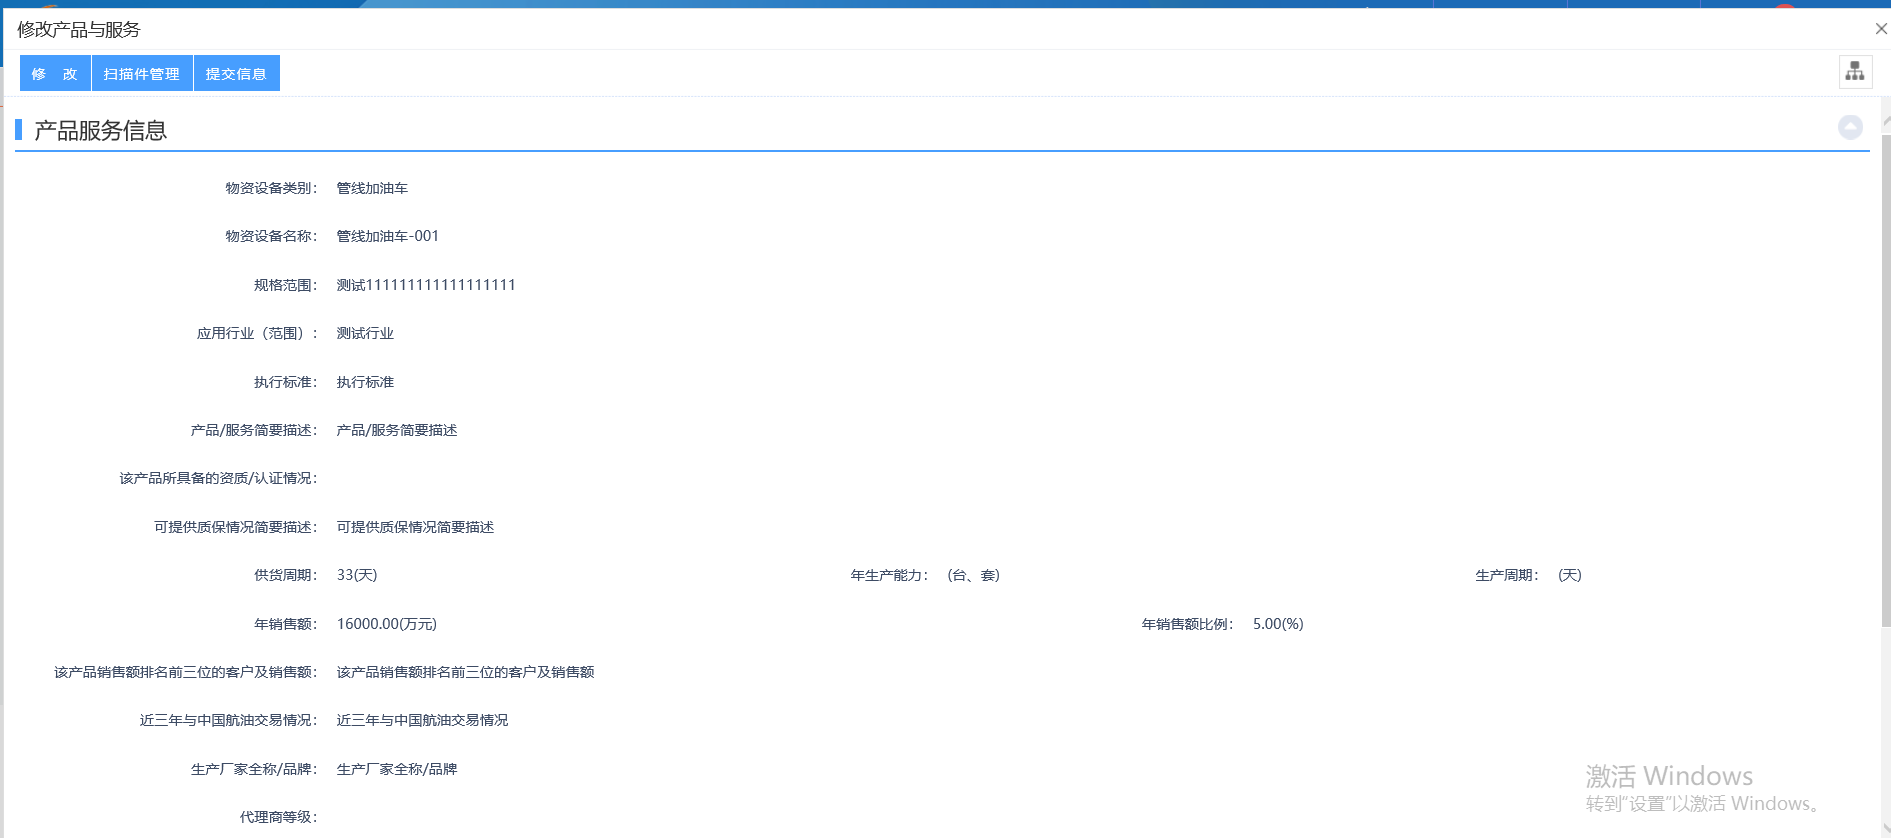 修改产品与服务
修 改 扫描件管理 提交信息
产品服务信息
物资设备类别： 管线加油车
物资设备名称： 管线加油车-001
规格范围： 测试111111111111111111
应用行业（范围）： 测试行业
执行标准： 执行标准
产品/服务简要描述： 产品/服务简要描述
该产品所具备的资质/认证情况：
可提供质保情况简要描述： 可提供质保情况简要描述
供货周期： 33(天) 年生产能力： (台、套) 生产周期： (天)
年销售额： 16000.00(万元) 年销售额比例： 5.00(%)
该产品销售额排名前三位的客户及销售额： 该产品销售额排名前三位的客户及销售额
近三年与中国航油交易情况： 近三年与中国航油交易情况
生产厂家全称/品牌： 生产厂家全称/品牌
代理商等级：
激活 Windows
转到“设置”以激活 Windows。